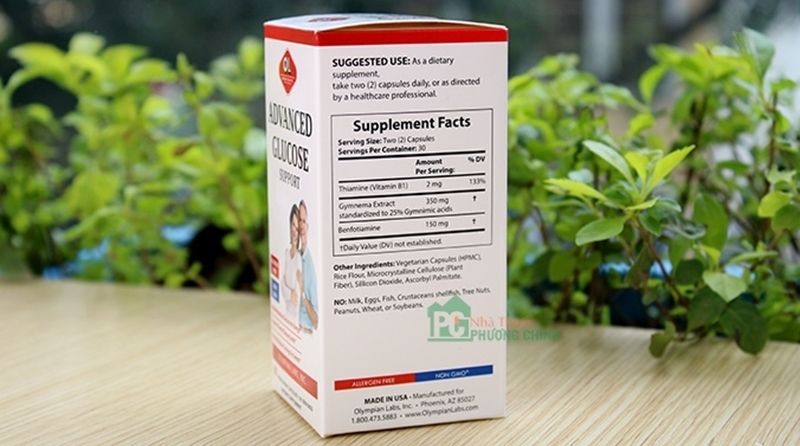 OL
ADVANCED
GLUCOSE
SUPPORT
SUGGESTED USE: As a dietary
supplement,
take two (2) capsules daily, or as directed
by a healthcare professional.
Supplement Facts
Serving Size: Two (2) Capsules
Servings Per Container: 30
Amount % DV
Per Serving:
Thiamine (Vitamin B1) 2 mg 133%
Gymnema Extract 350 mg †
standardized to 25% Gymnimic acids
Benfotiamine 150 mg †
†Daily Value (DV) not established.
Other Ingredients: Vegetarian Capsules (HPMC),
Rice Flour, Microcrystalline Cellulose (Plant
Fiber), Sillicon Dioxide, Ascorbyl Palmitate.
NO: Milk, Eggs, Fish, Crustaceans shellfish, Tree Nuts,
Peanuts, Wheat, or Soybeans.
PC Nhà
PHƯƠNG
ALLERGEN FREE NON GMO*
MADE IN USA - Manufactured for
Olympian Labs, Inc. • Phoenix, AZ 85027
1.800.473.5883 • www.OlympianLabs.com